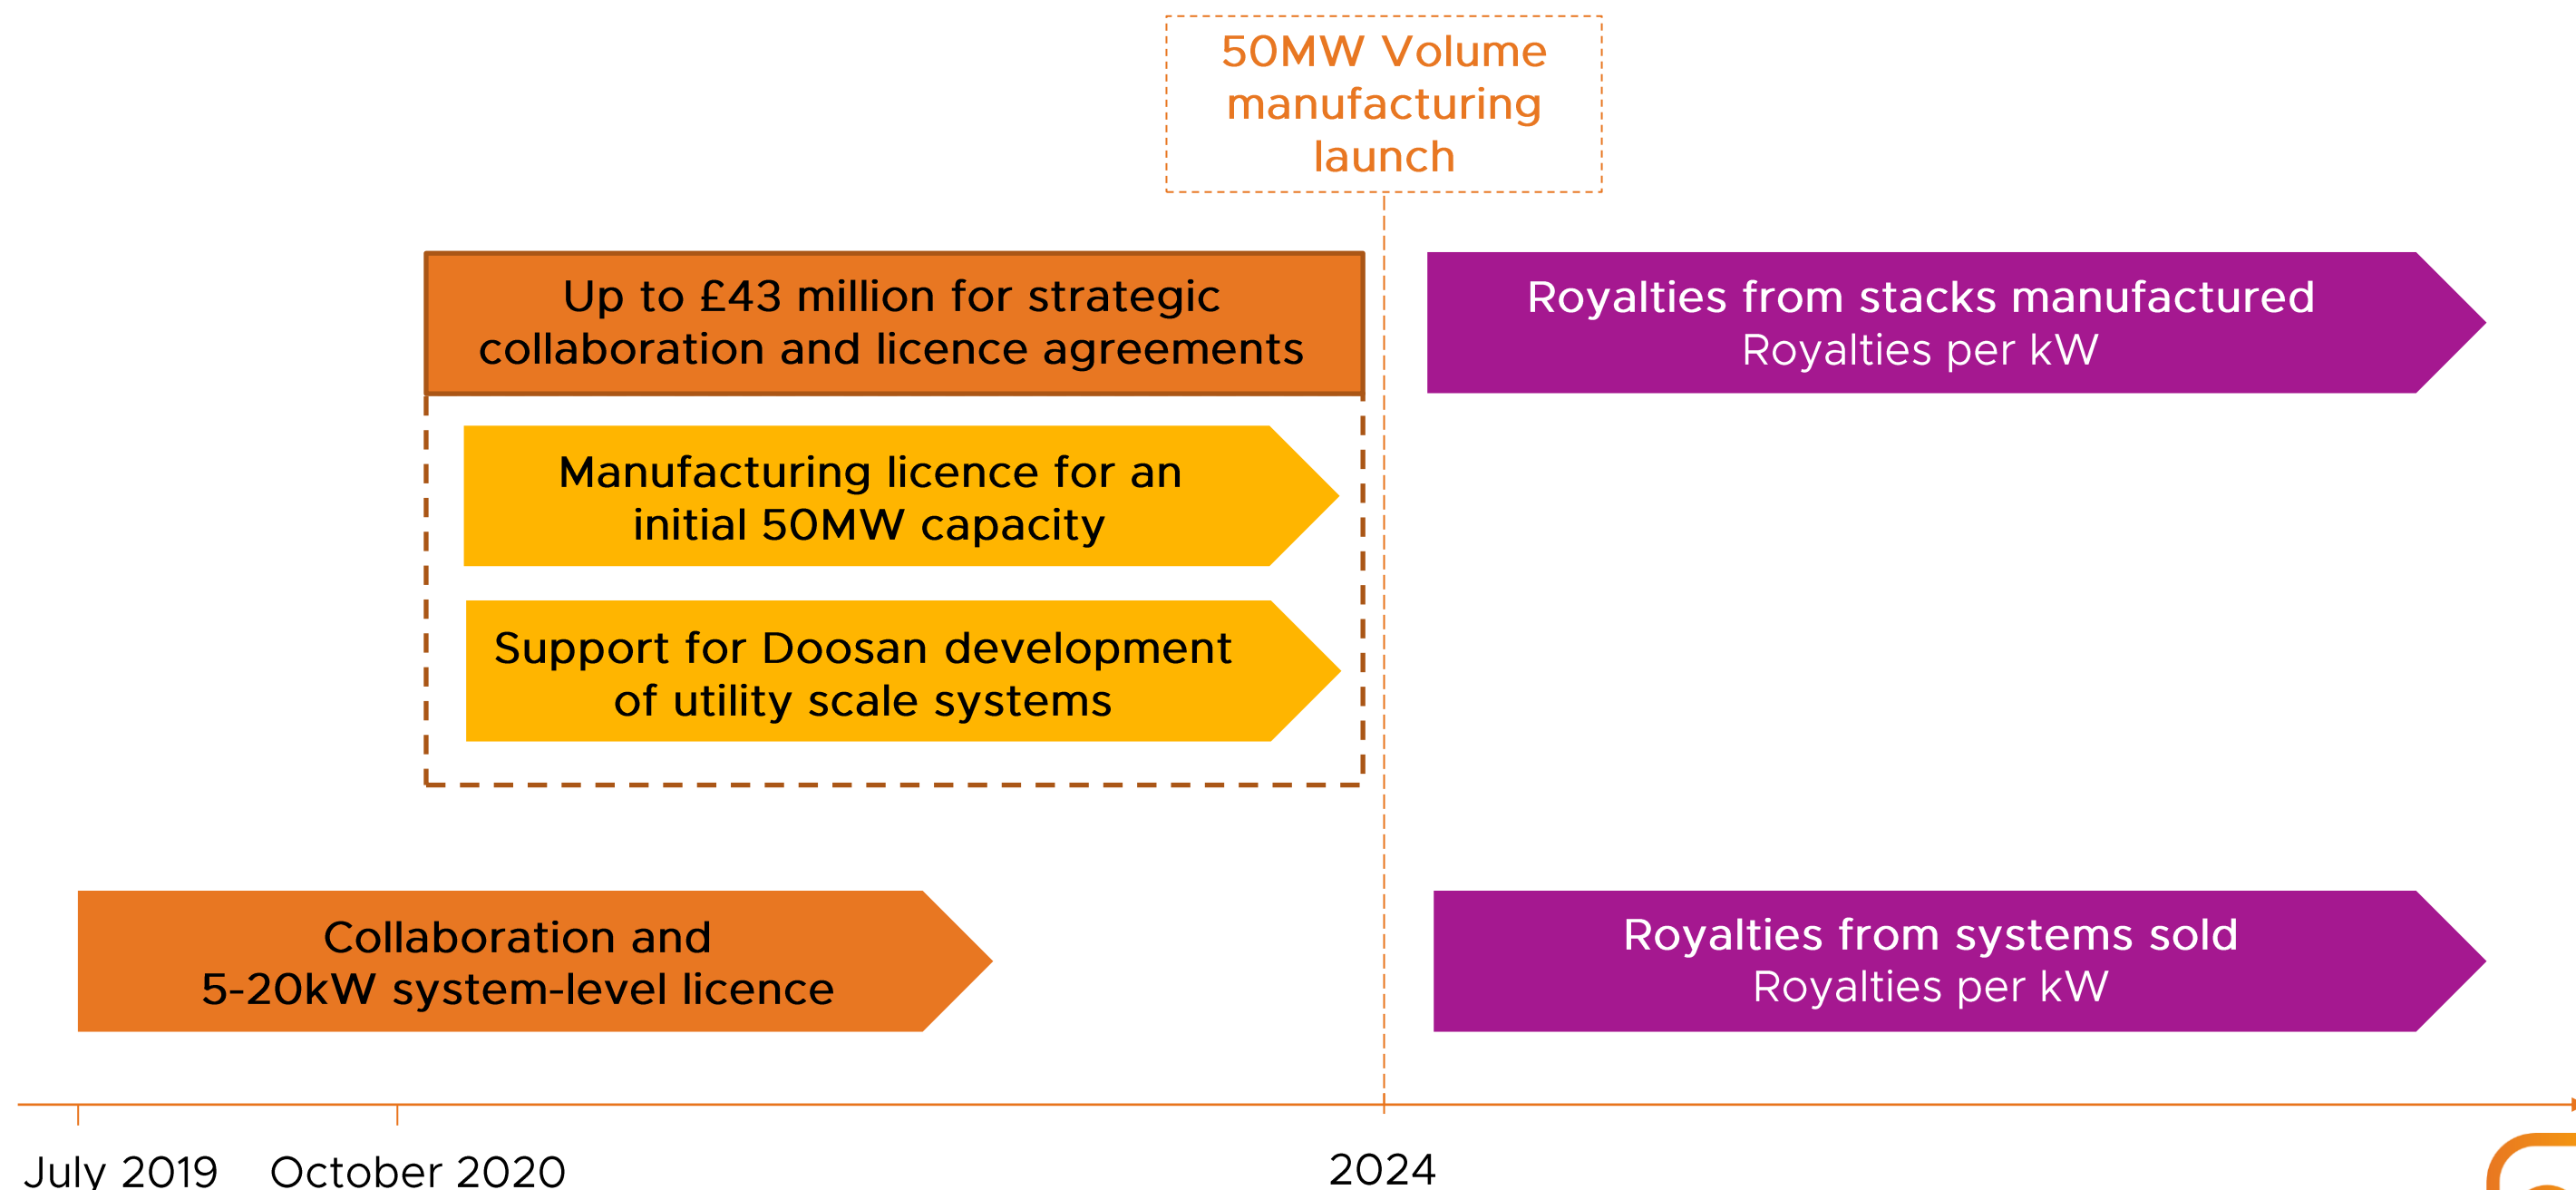 50MW Volume
manufacturing
launch
Up to £43 million for strategic
collaboration and licence agreements
Royalties from stacks manufactured
Royalties per kW
Manufacturing licence for an
initial 50MW capacity
Support for Doosan development
of utility scale systems
Collaboration and
5-20kW system-level licence
Royalties from systems sold
Royalties per kW
July 2019
October 2020
2024